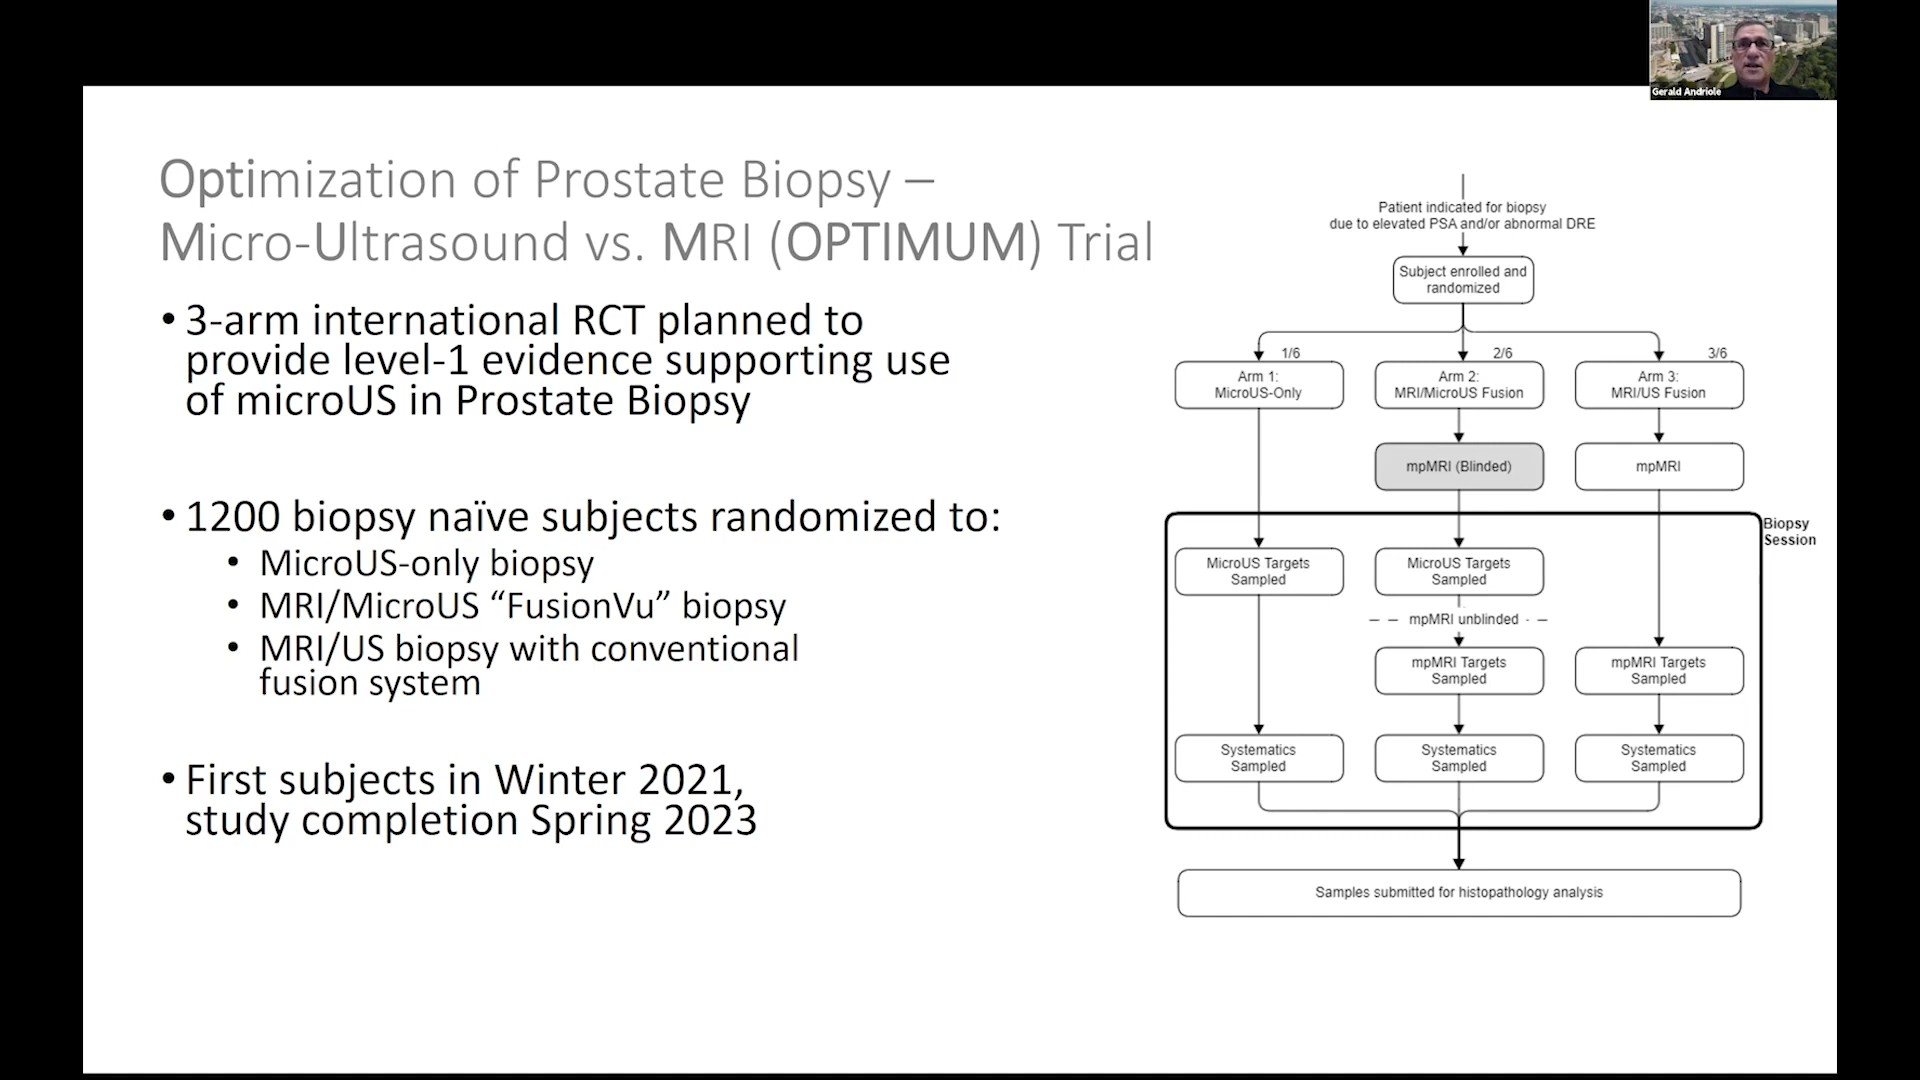 Gerald Andriole
Optimization of Prostate Biopsy –
Micro-Ultrasound vs. MRI (OPTIMUM) Trial
• 3-arm international RCT planned to
provide level-1 evidence supporting use
of microUS in Prostate Biopsy
• 1200 biopsy naïve subjects randomized to:
• MicroUS-only biopsy
• MRI/MicroUS “FusionVu” biopsy
• MRI/US biopsy with conventional
fusion system
• First subjects in Winter 2021,
study completion Spring 2023
Patient indicated for biopsy
due to elevated PSA and/or abnormal DRE
Subject enrolled and
randomized
1/6
2/6
3/6
Arm 1:
MicroUS-Only
Arm 2:
MRI/MicroUS Fusion
Arm 3:
MRI/US Fusion
mpMRI (Blinded)
mpMRI
Biopsy
Session
MicroUS Targets
Sampled
MicroUS Targets
Sampled
mpMRI unblinded
mpMRI Targets
Sampled
mpMRI Targets
Sampled
Systematics
Sampled
Systematics
Sampled
Systematics
Sampled
Samples submitted for histopathology analysis